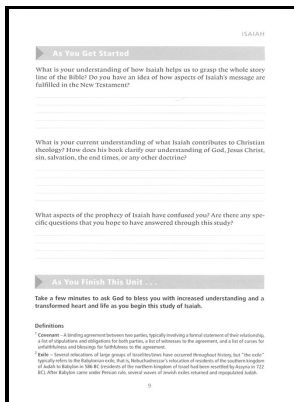 ISAIAH
As You Get Started
What is your understanding of how Isaiah helps us to grasp the whole story
line of the Bible? Do you have an idea of how aspects of Isaiah's message are
fulfilled in the New Testament?
What is your current understanding of what Isaiah contributes to Christian
theology? How does his book clarify our understanding of God, Jesus Christ,
sin, salvation, the end times, or any other doctrine?
What aspects of the prophecy of Isaiah have confused you? Are there any spe-
cific questions that you hope to have answered through this study?
As You Finish This Unit . . .
Take a few minutes to ask God to bless you with increased understanding and a
transformed heart and life as you begin this study of Isaiah.
Definitions
1 Covenant – A binding agreement between two parties, typically involving a formal statement of their relationship,
a list of stipulations and obligations for both parties, a list of witnesses to the agreement, and a list of curses for
unfaithfulness and blessings for faithfulness to the agreement.
2 Exile – Several relocations of large groups of Israelites/Jews have occurred throughout history, but "the exile"
typically refers to the Babylonian exile; that is, Nebuchadnezzar's relocation of residents of the southern kingdom
of Judah to Babylon in 586 BC (residents of the northern kingdom of Israel had been resettled by Assyria in 722
BC). After Babylon came under Persian rule, several waves of Jewish exiles returned and repopulated Judah.
9